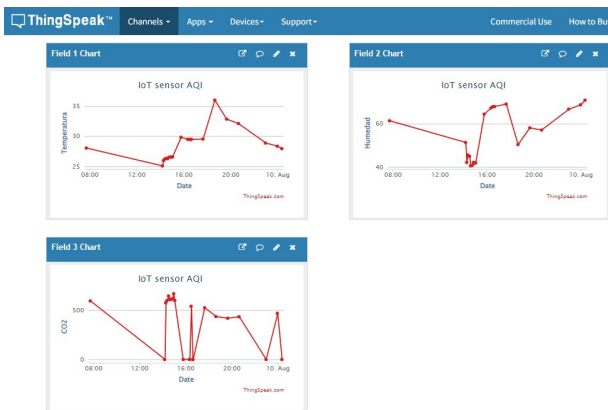 ThingSpeak™ Channels Apps Devices Support Commercial Use How to Bu
Field 1 Chart
IoT sensor AQI
Temperatura
35
30
25
08:00 12:00 16:00 20:00 10. Aug
Date
ThingSpeak.com
Field 2 Chart
IoT sensor AQI
Humedad
60
40
08:00 12:00 16:00 20:00 10. Aug
Date
ThingSpeak.com
Field 3 Chart
IoT sensor AQI
CO2
500
0
08:00 12:00 16:00 20:00 10. Aug
Date
ThingSpeak.com